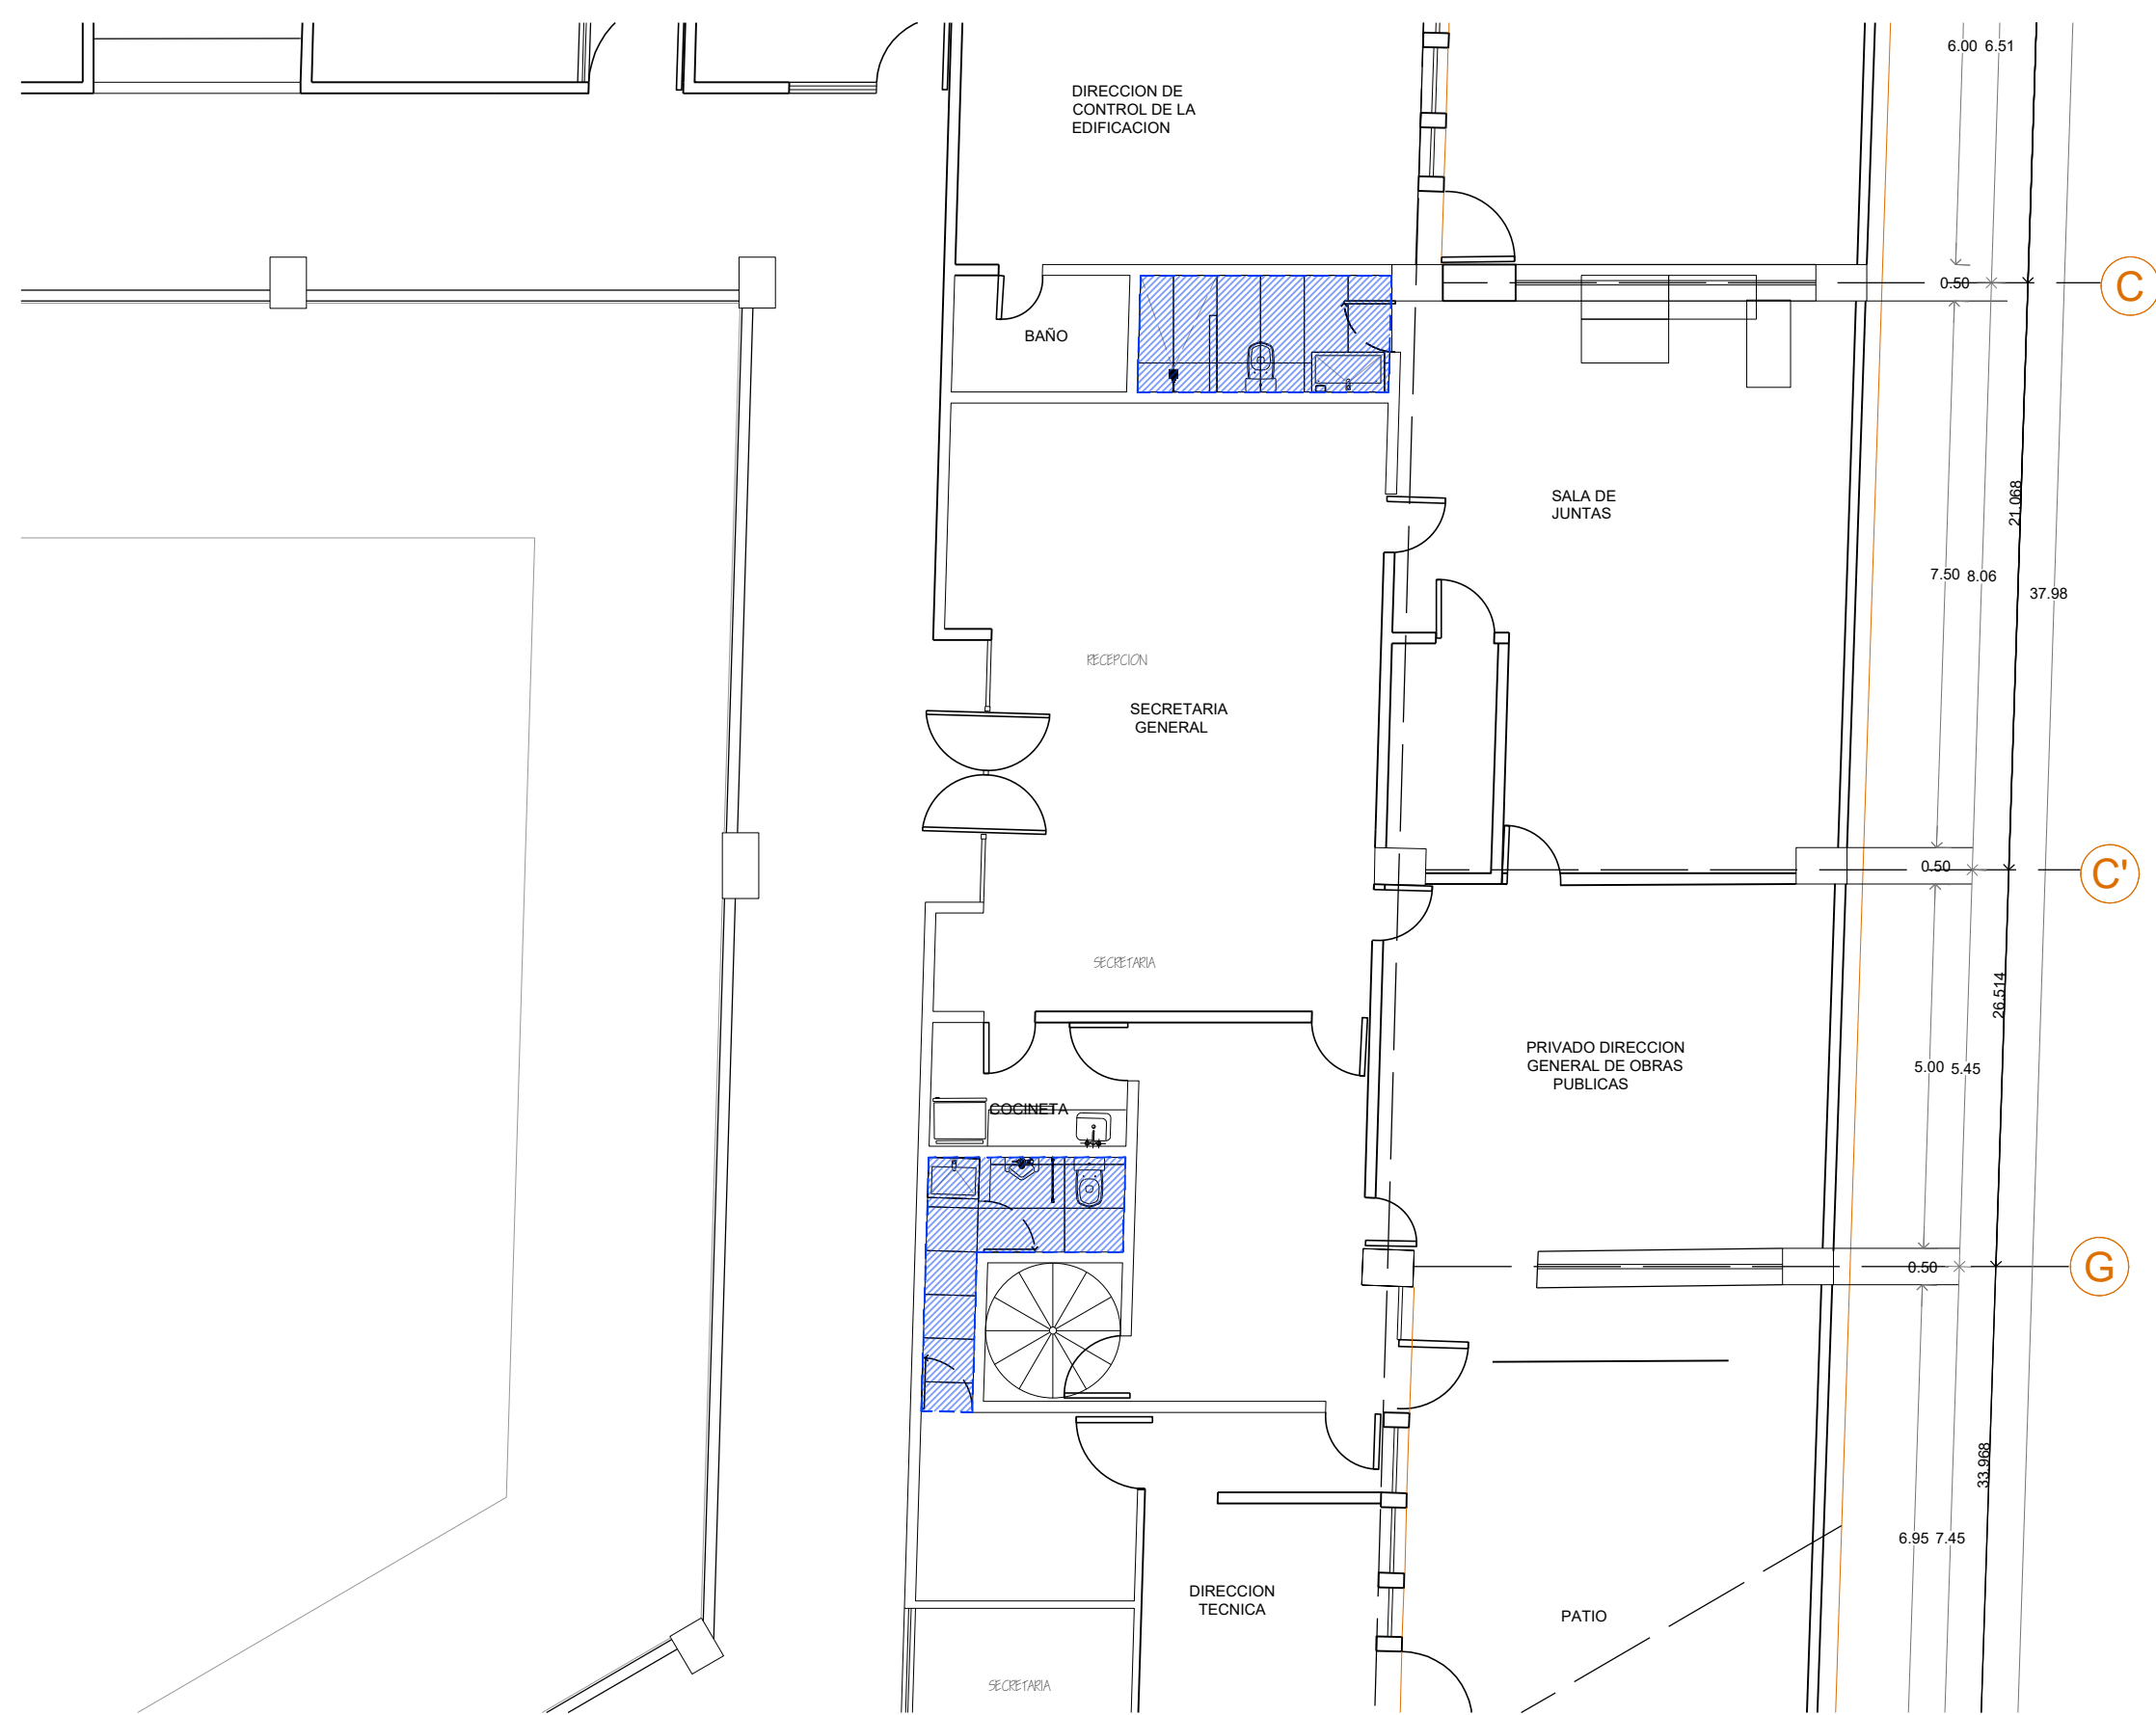 6.00 6.51
DIRECCION DE
CONTROL DE LA
EDIFICACION
0.50
C
BAÑO
SALA DE
JUNTAS
21.068
7.50 8.06
37.98
RECEPCION
SECRETARIA
GENERAL
0.50
C'
SECRETARIA
26.514
PRIVADO DIRECCION
GENERAL DE OBRAS
PUBLICAS
5.00 5.45
COCINETA
0.50
G
33.968
6.95 7.45
DIRECCION
TECNICA
PATIO
SECRETARIA